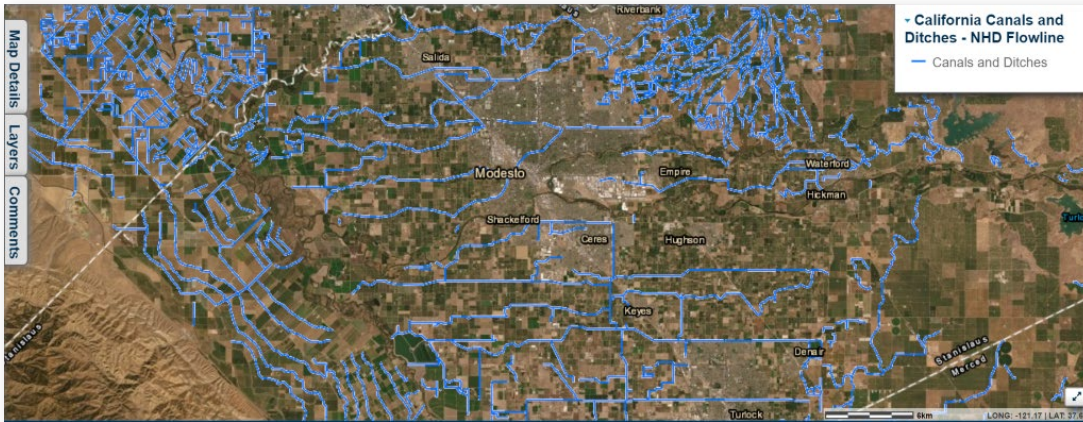 California Canals and
Ditches - NHD Flowline
Canals and Ditches
Map Details
Layers
Comments
Riverbank
Salida
Modesto
Empire
Waterford
Hickman
Shackelford
Ceres
Hughson
Keyes
Denair
Turlock
Stanislaus
Merced
6km
LONG: -121.17 | LAT: 37.6